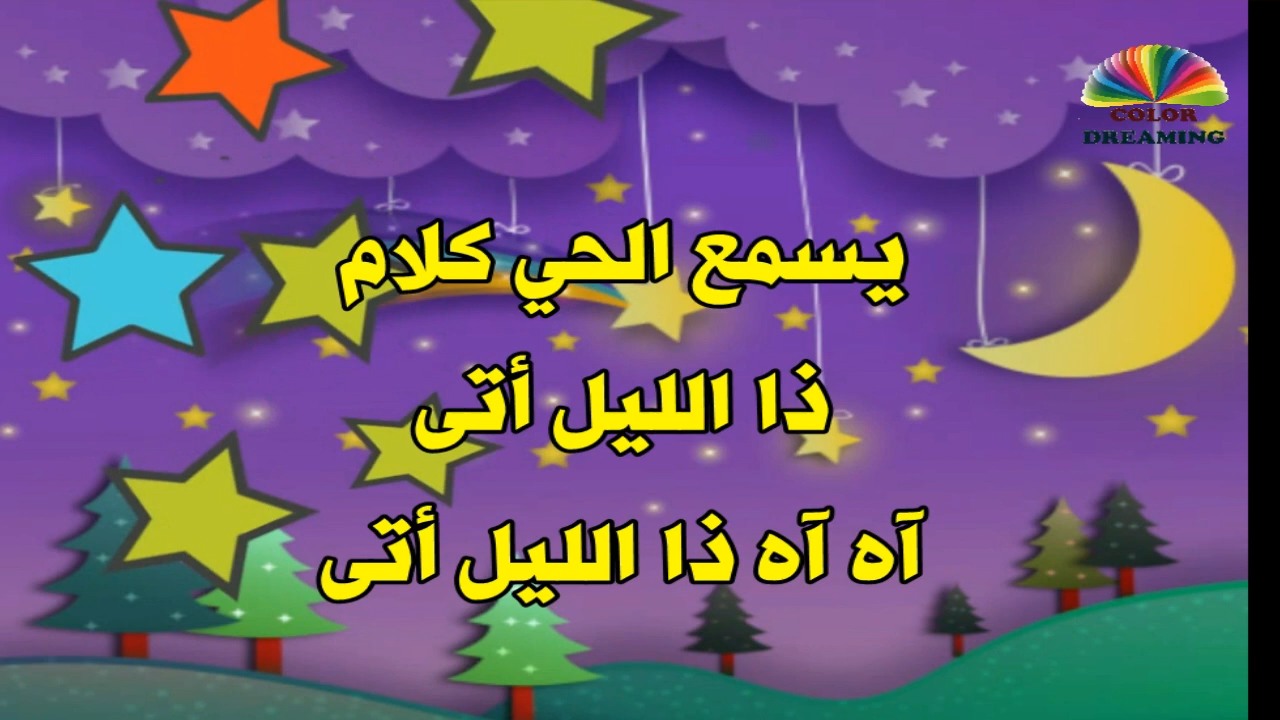 COLOR
DREAMING
يسمع الحي كلام
ذا الليل أتى
آه آه ذا الليل أتى